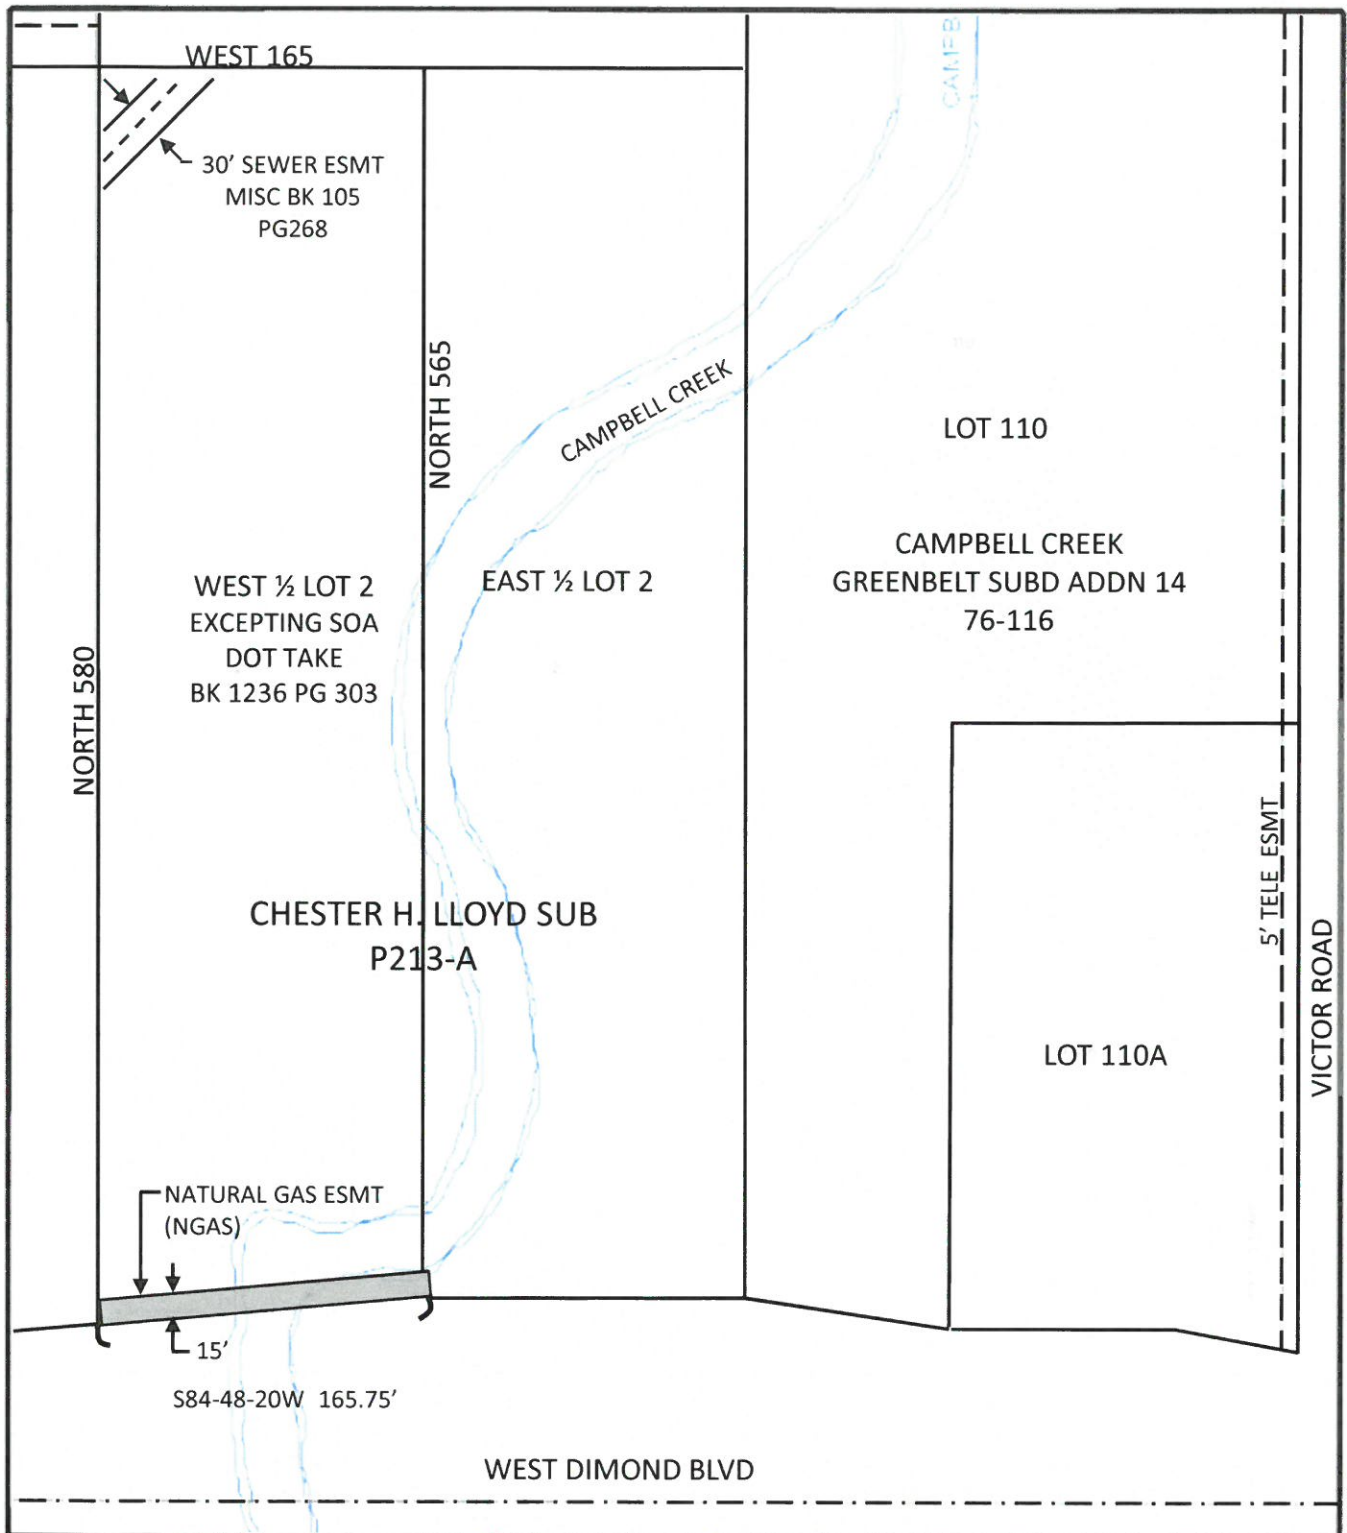 WEST 165
CAMPB
30' SEWER ESMT
MISC BK 105
PG268
NORTH 565
CAMPBELL CREEK
LOT 110
CAMPBELL CREEK
GREENBELT SUBD ADDN 14
76-116
WEST ½ LOT 2
EXCEPTING SOA
DOT TAKE
BK 1236 PG 303
EAST ½ LOT 2
NORTH 580
5' TELE ESMT
VICTOR ROAD
CHESTER H. LLOYD SUB
P213-A
LOT 110A
NATURAL GAS ESMT
(NGAS)
15'
S84-48-20W 165.75'
WEST DIMOND BLVD